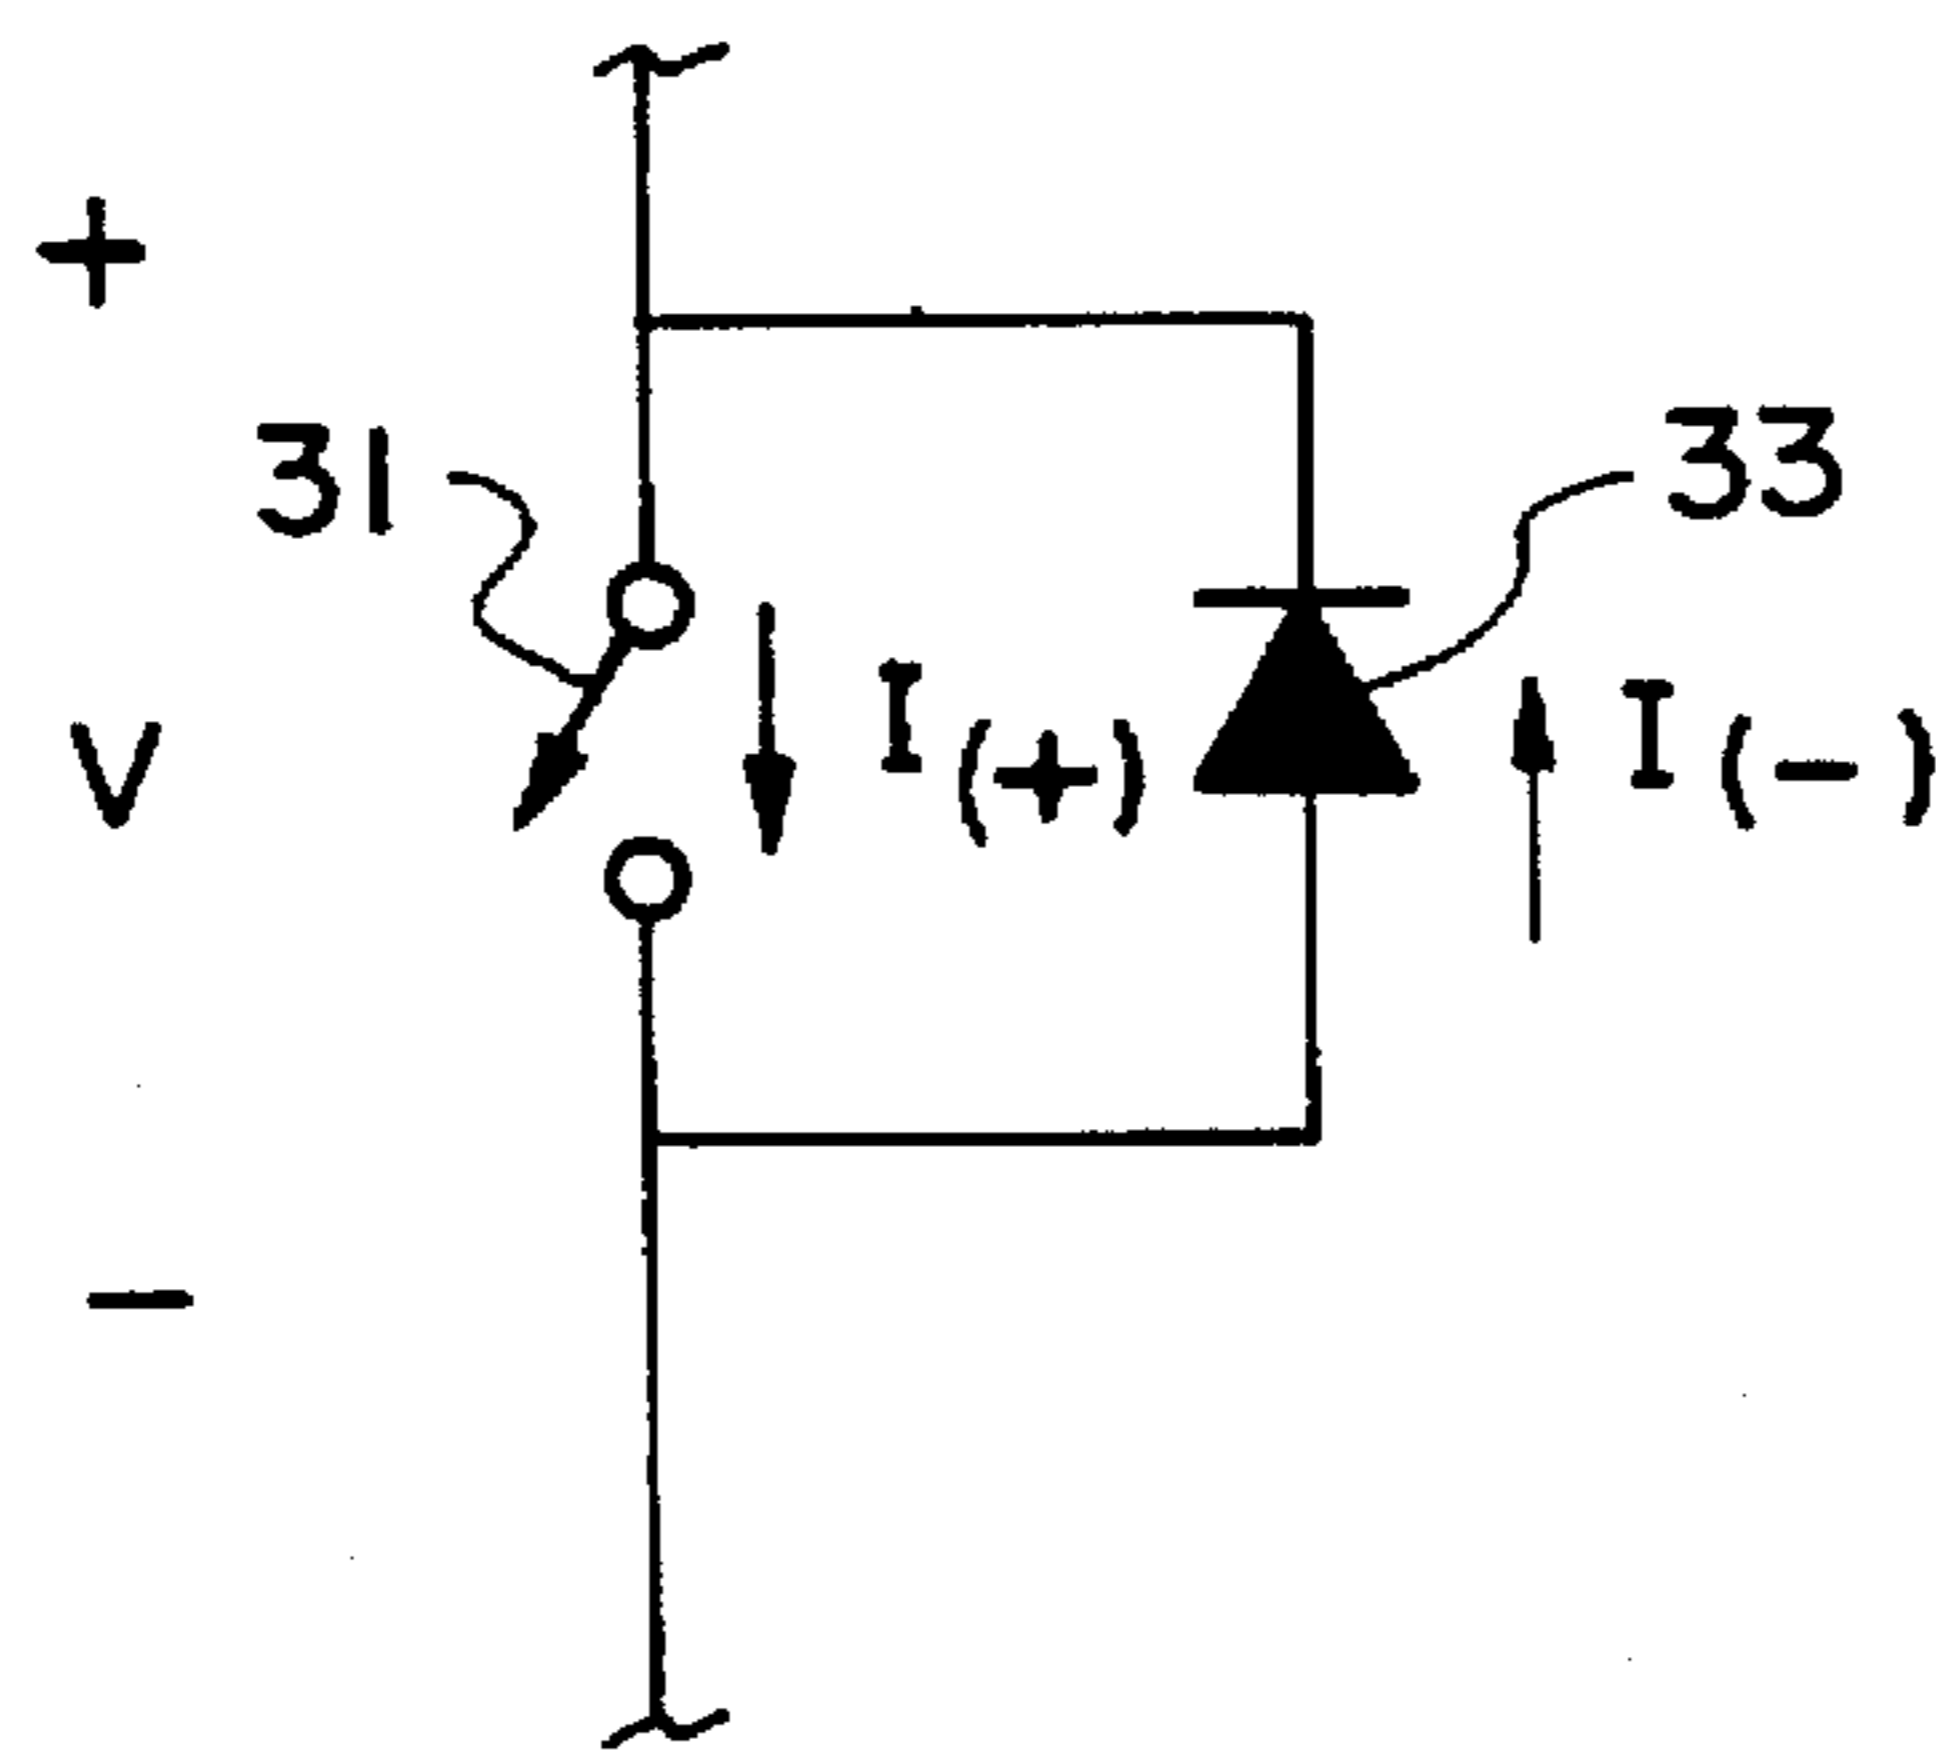 +
31
33
I(+)
I(-)
V
-